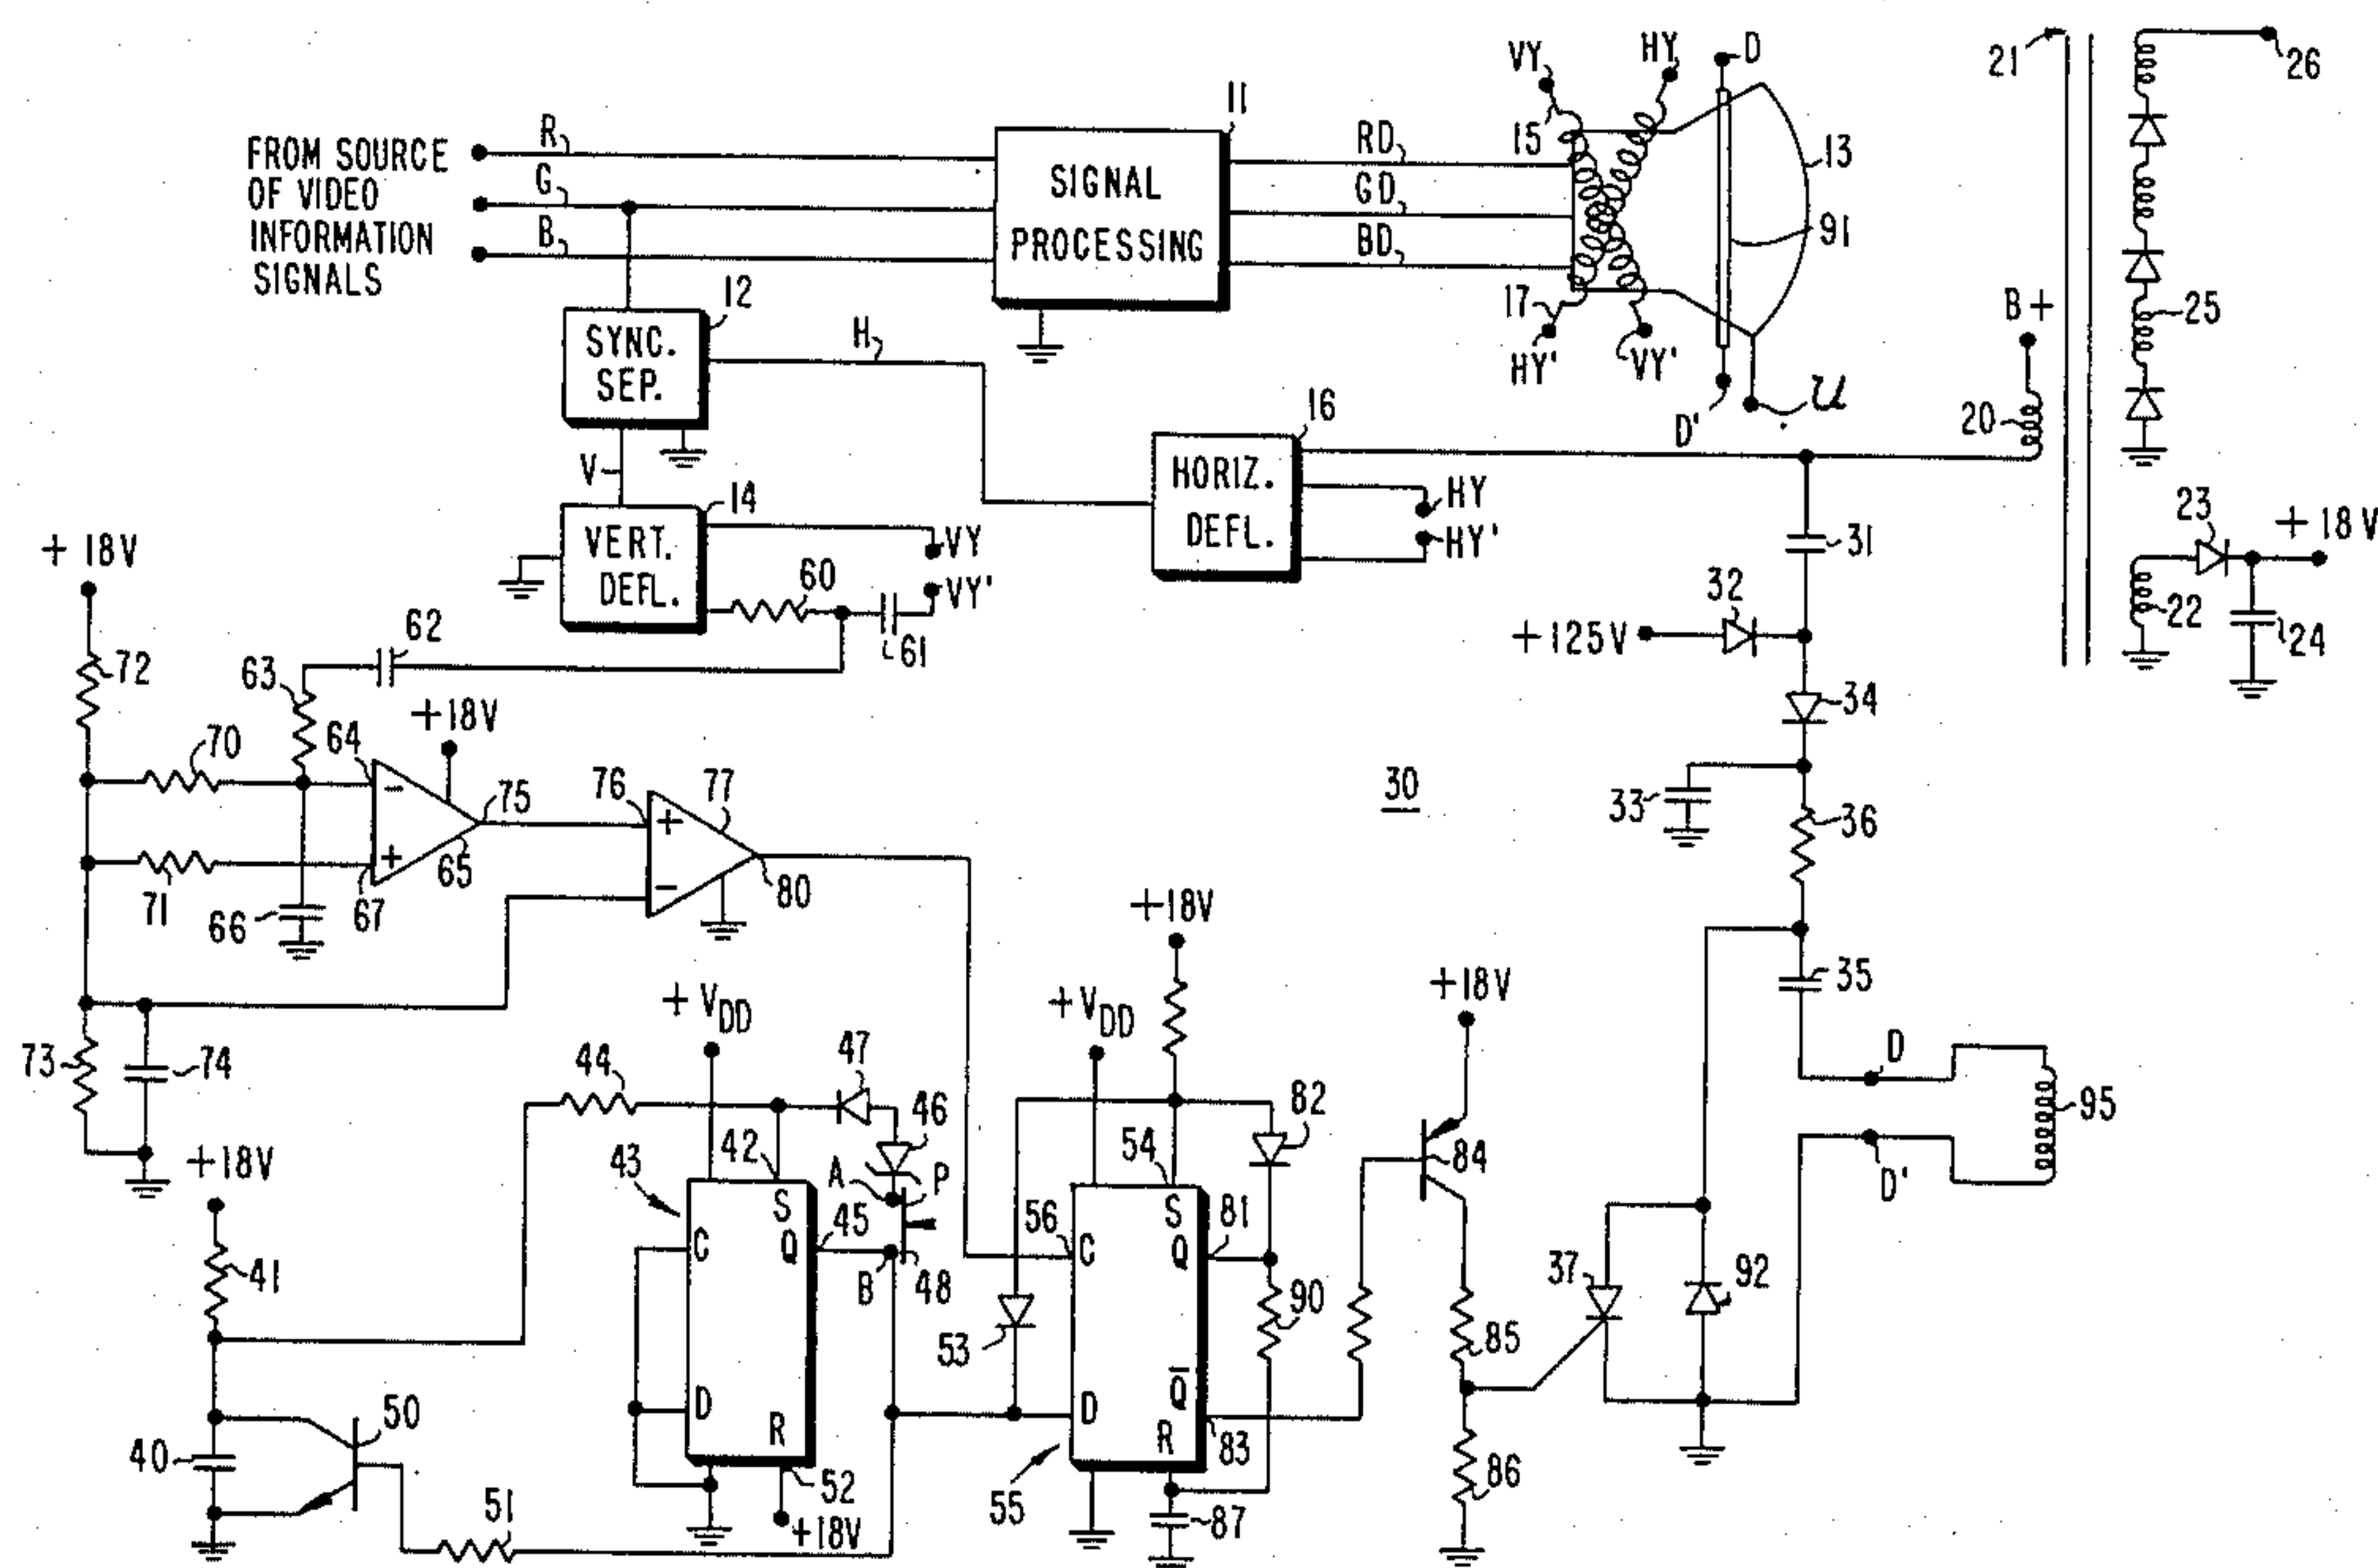 FROM SOURCE
OF VIDEO
INFORMATION
SIGNALS
R
G
B
11
SIGNAL
PROCESSING
RD
GD
BD
VY
HY
D
15
13
91
17
HY'
VY'
D'
U
21
26
25
B+
20
12
SYNC.
SEP.
H
V
14
VERT.
DEFL.
VY
VY'
60
61
16
HORIZ.
DEFL.
HY
HY'
31
32
+125V
34
33
36
30
35
23
+18V
22
24
+18V
72
62
63
70
64
+18V
−
+
71
66
67
65
75
76
77
+
−
80
73
74
+18V
41
40
50
51
44
+VDD
47
46
43
42
A
P
S
45
C
Q
B
48
D
R
52
+18V
+VDD
+18V
54
82
56
S
81
C
Q
53
90
D
Q̄
R
83
55
87
+18V
84
85
86
37
92
D
95
D'